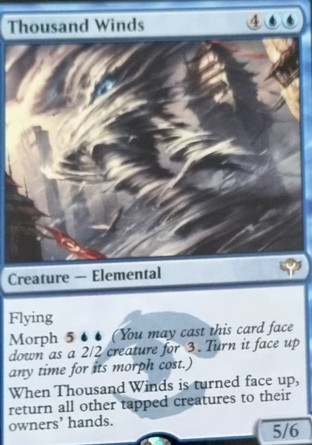 Thousand Winds 4
Creature — Elemental
Flying
Morph 5 (You may cast this card face
down as a 2/2 creature for 3. Turn it face up
any time for its morph cost.)
When Thousand Winds is turned face up,
return all other tapped creatures to their
owners' hands.
5/6